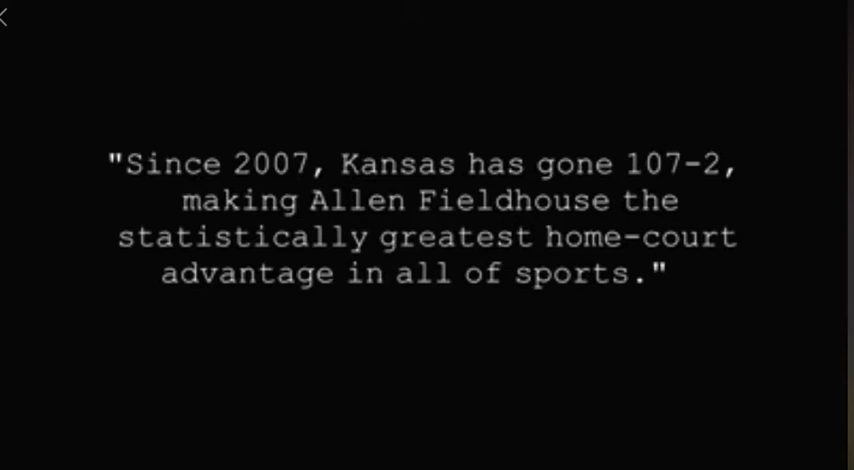 "Since 2007, Kansas has gone 107-2,
making Allen Fieldhouse the
statistically greatest home-court
advantage in all of sports."